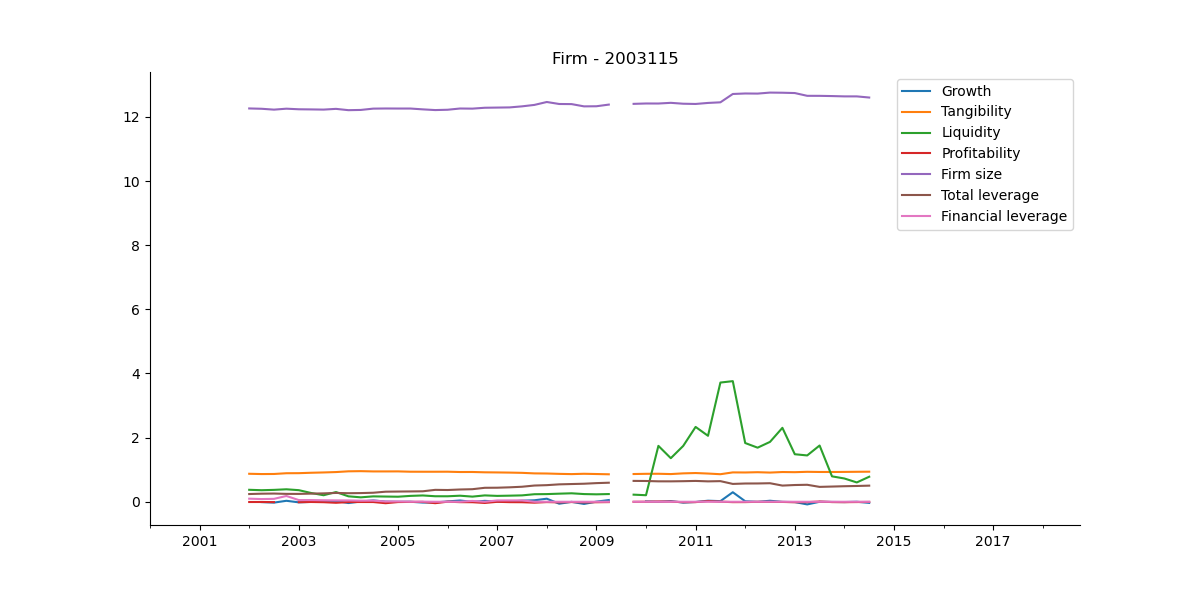 Firm - 2003115
12
10
8
6
4
2
0
2001 2003 2005 2007 2009 2011 2013 2015 2017
Growth
Tangibility
Liquidity
Profitability
Firm size
Total leverage
Financial leverage